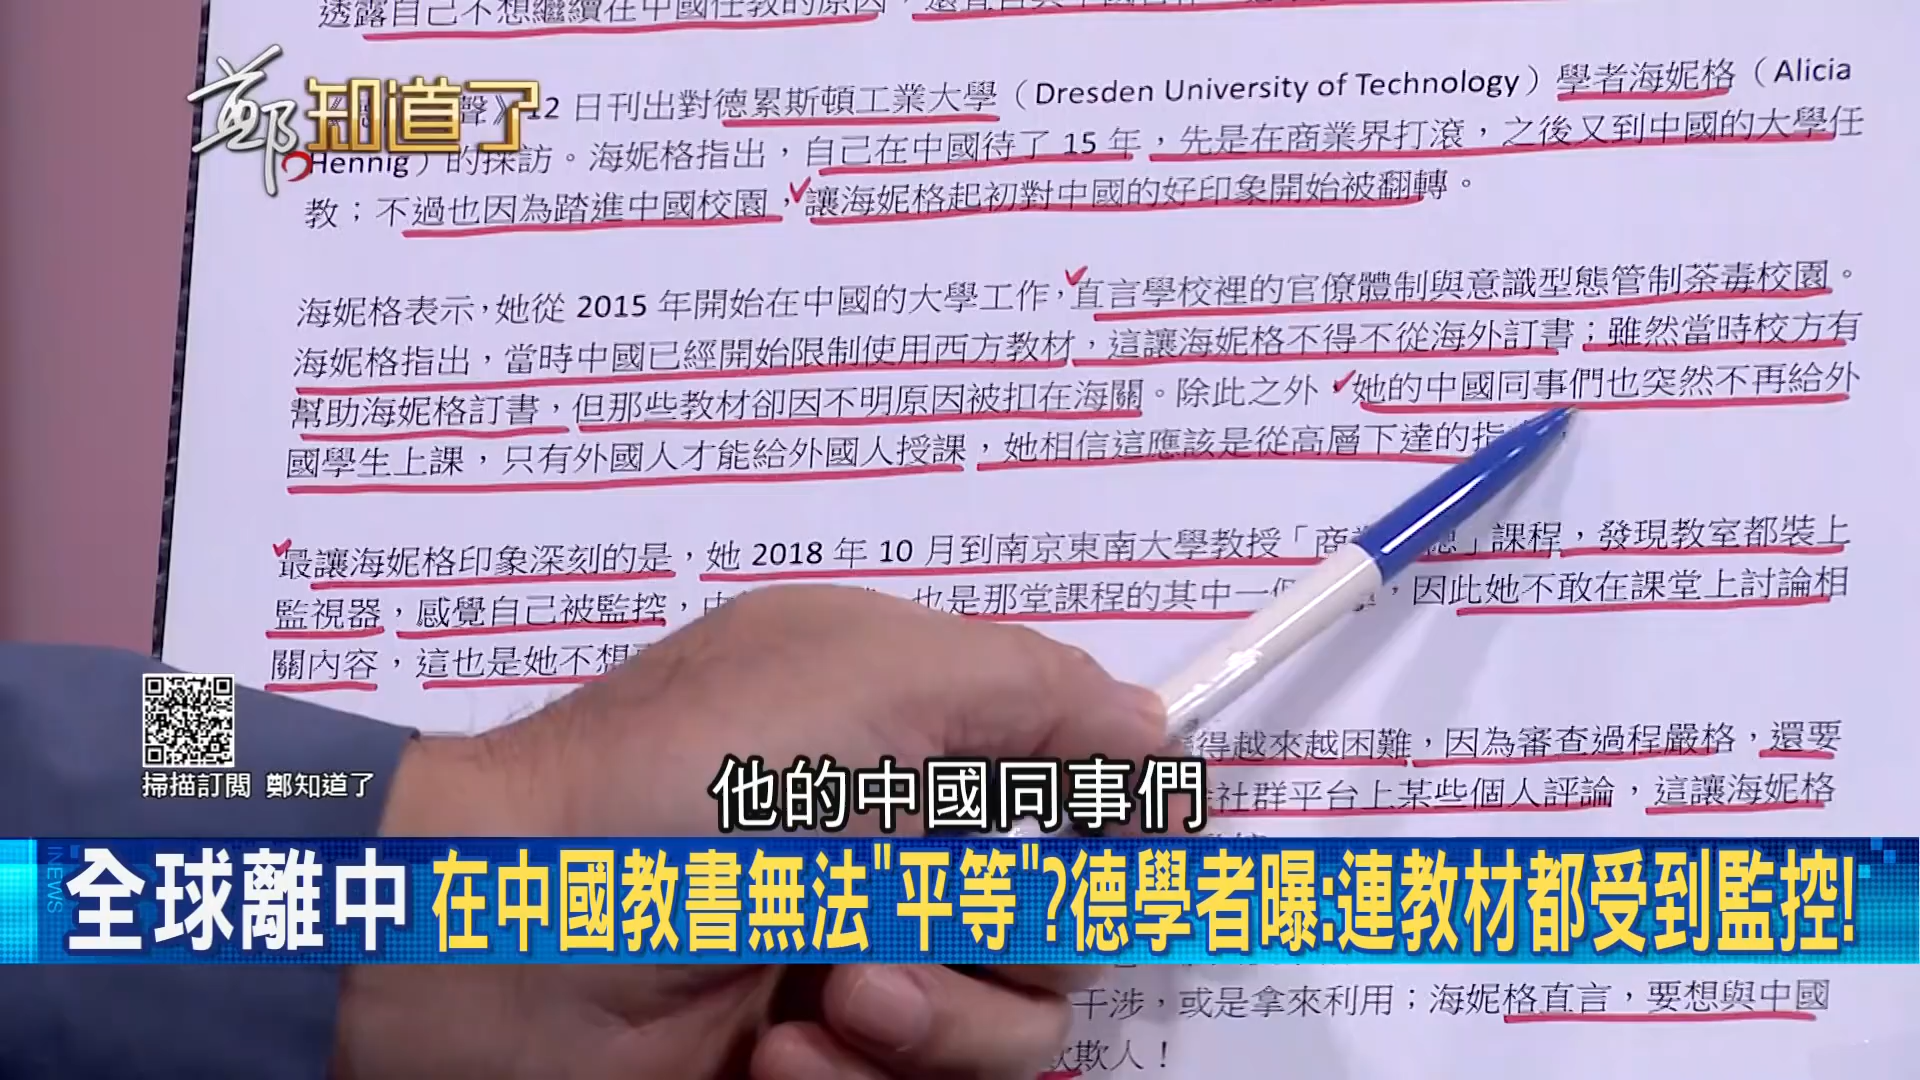 透露自己不想繼續在中國任教的原因，
鄭知道了
聲》12 日刊出對德累斯頓工業大學（Dresden University of Technology）學者海妮格（Alicia
Hennig）的採訪。海妮格指出，自己在中國待了 15 年，先是在商業界打滾，之後又到中國的大學任
教；不過也因為踏進中國校園，讓海妮格起初對中國的好印象開始被翻轉。
海妮格表示，她從 2015 年開始在中國的大學工作，直言學校裡的官僚體制與意識型態管制荼毒校園。
海妮格指出，當時中國已經開始限制使用西方教材，這讓海妮格不得不從海外訂書；雖然當時校方有
幫助海妮格訂書，但那些教材卻因不明原因被扣在海關。除此之外，她的中國同事們也突然不再給外
國學生上課，只有外國人才能給外國人授課，她相信這應該是從高層下達的指
最讓海妮格印象深刻的是，她 2018 年 10 月到南京東南大學教授「商 德」課程，發現教室都裝上
監視器，感覺自己被監控， 也是那堂課程的其中一個 ，因此她不敢在課堂上討論相
關內容，這也是她不想
得越來越困難，因為審查過程嚴格，還要
社群平台上某些個人評論，這讓海妮格
掃描訂閱 鄭知道了
他的中國同事們
INEWS
全球離中 在中國教書無法"平等"?德學者曝:連教材都受到監控!
干涉，或是拿來利用；海妮格直言，要想與中國
欺人！